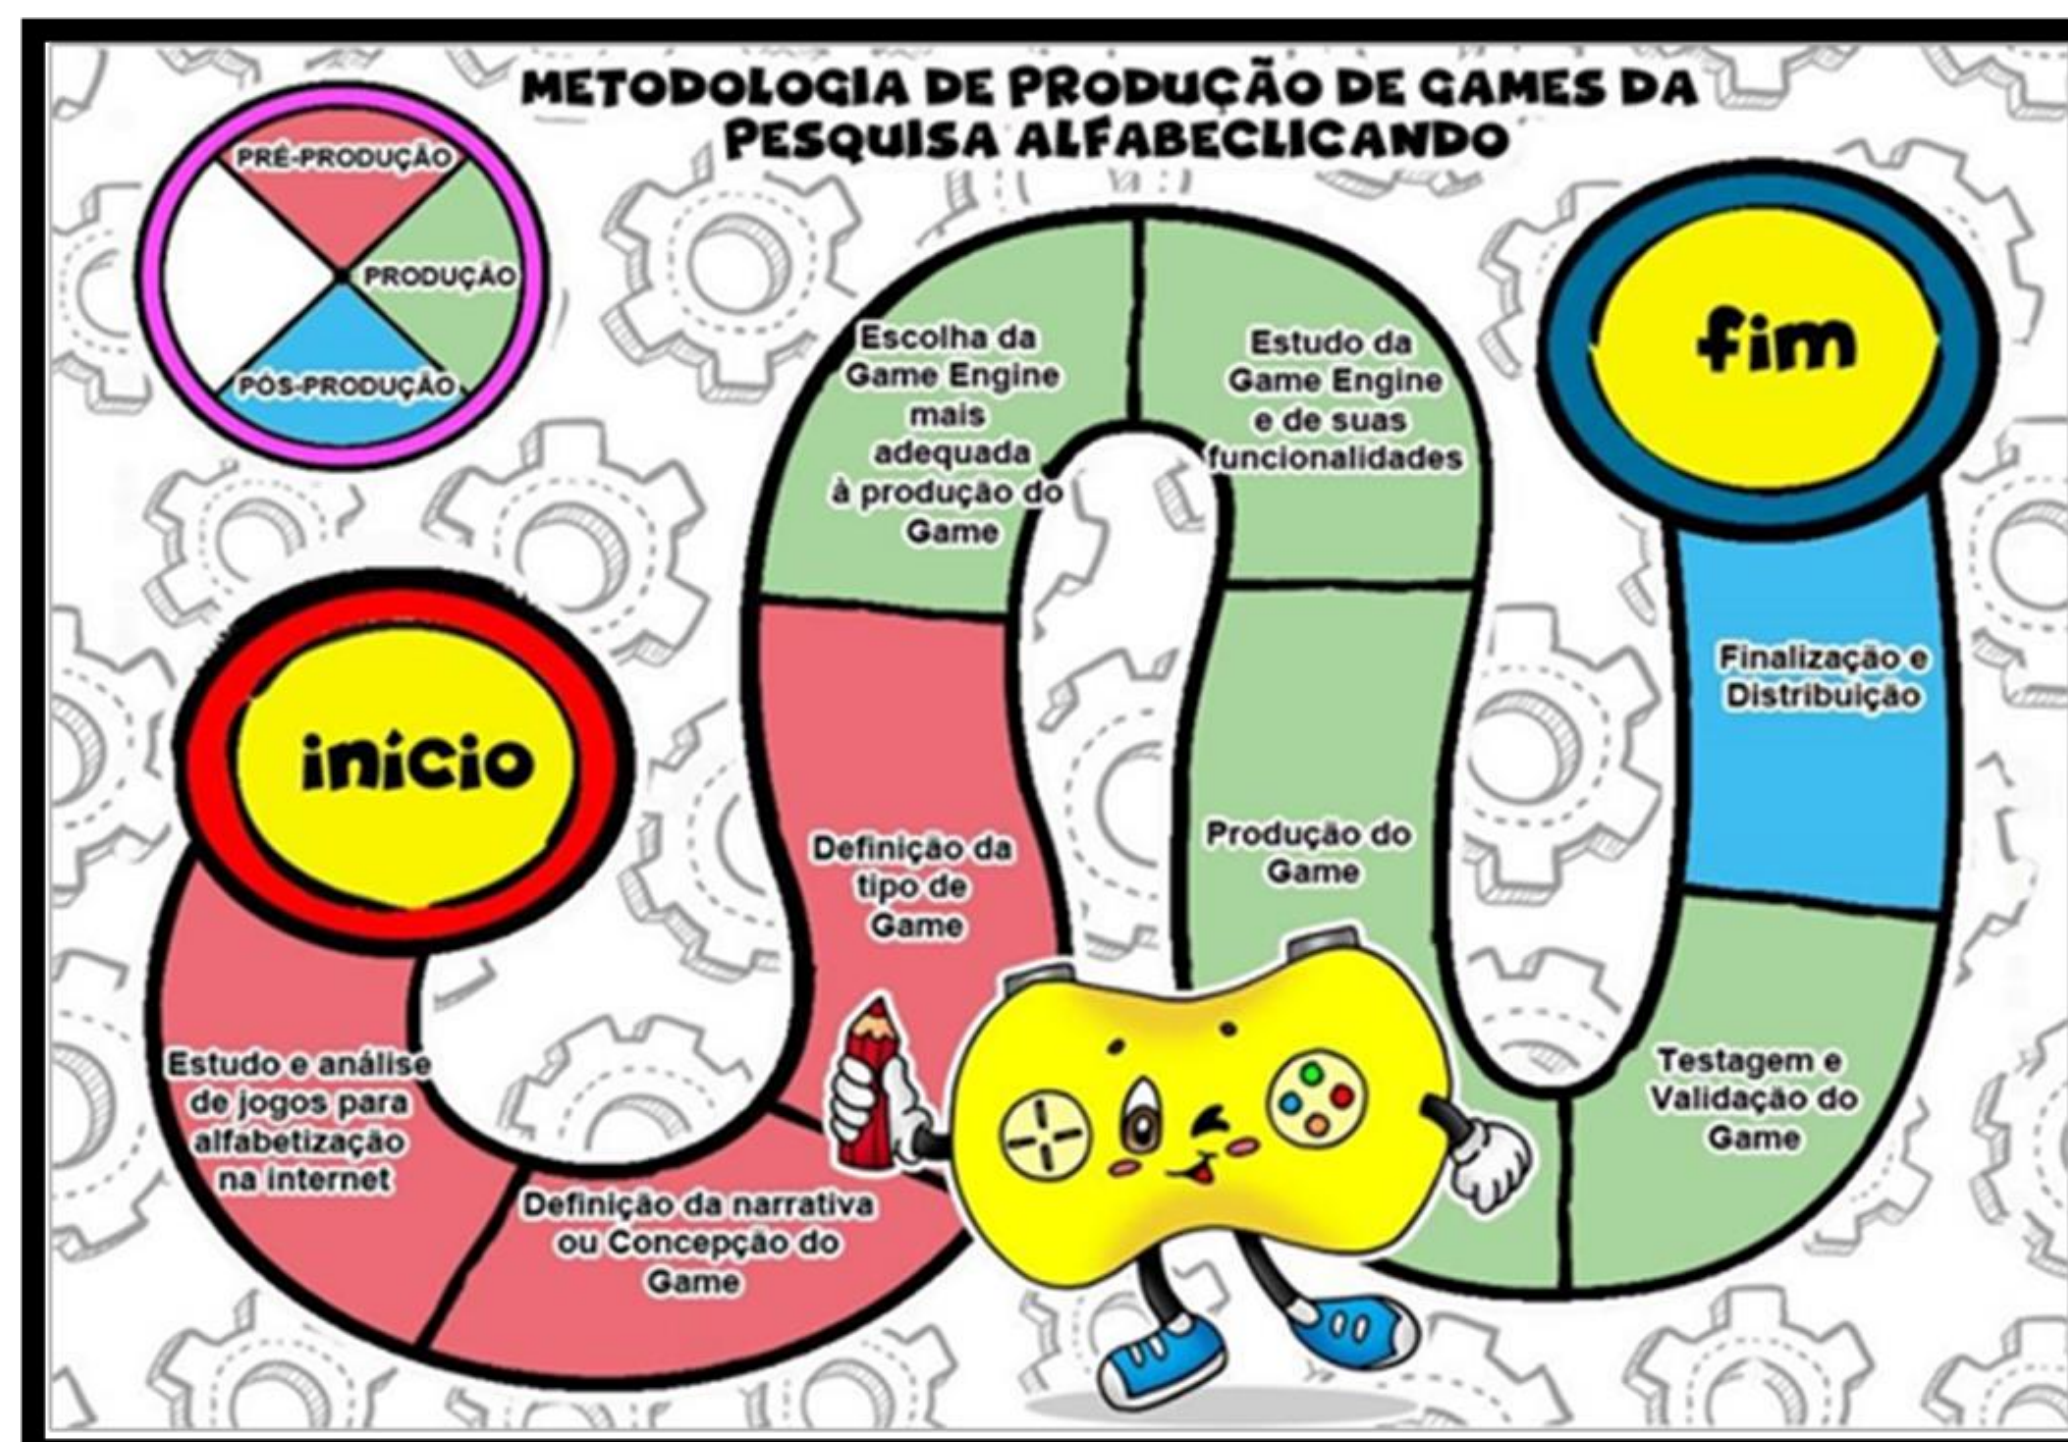 METODOLOGIA DE PRODUÇÃO DE GAMES DA
PESQUISA ALFABECLICANDO
PRÉ-PRODUÇÃO
PRODUÇÃO
PÓS-PRODUÇÃO
início
Estudo e análise
de jogos para
alfabetização
na internet
Definição da narrativa
ou Concepção do
Game
Definição da
tipo de
Game
Escolha da
Game Engine
mais
adequada
à produção do
Game
Estudo da
Game Engine
e de suas
funcionalidades
Produção do
Game
Testagem e
Validação do
Game
Finalização e
Distribuição
fim